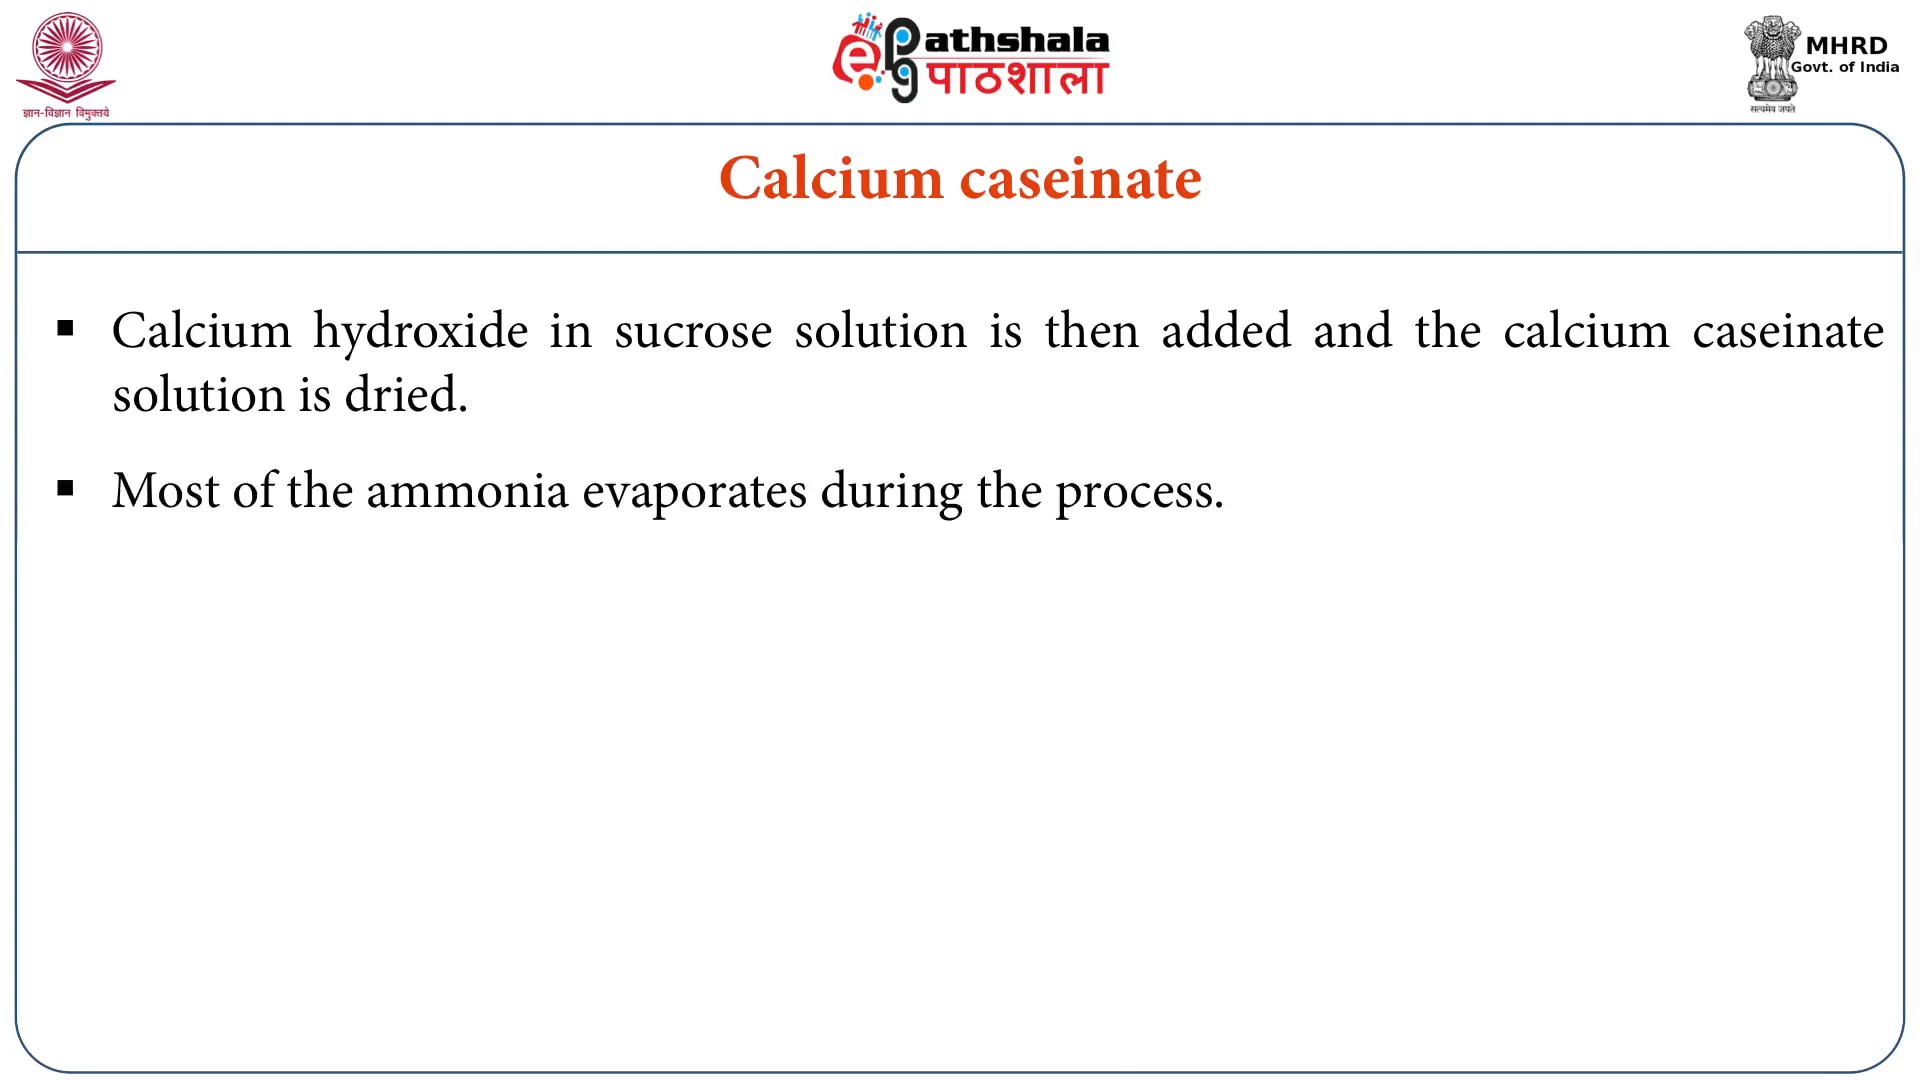 ज्ञान-विज्ञान विमुक्तये
ePathshala
पाठशाला
MHRD
Govt. of India
सत्यमेव जयते
Calcium caseinate
▪ Calcium hydroxide in sucrose solution is then added and the calcium caseinate
solution is dried.
▪ Most of the ammonia evaporates during the process.